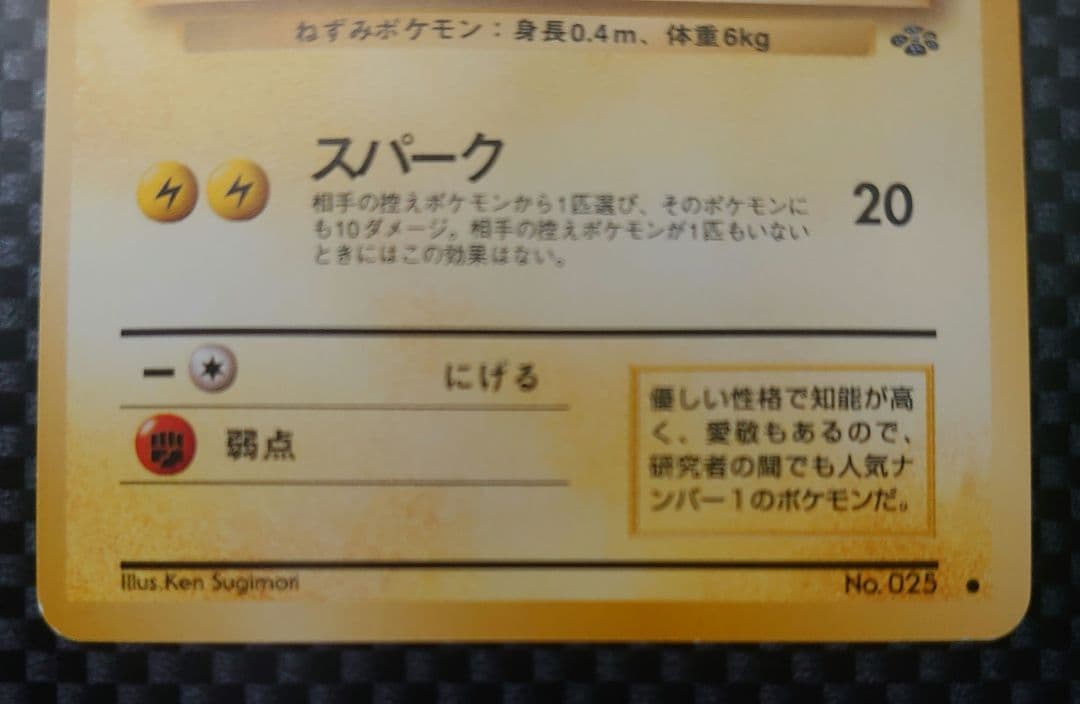 ねずみポケモン：身長0.4m、体重6kg
スパーク
20
相手の控えポケモンから1匹選び、そのポケモンに
も10ダメージ。相手の控えポケモンが1匹もいない
ときにはこの効果はない。
にげる
弱点
優しい性格で知能が高
く、愛敬もあるので、
研究者の間でも人気ナ
ンバー1のポケモンだ。
Illus.Ken Sugimori
No.025